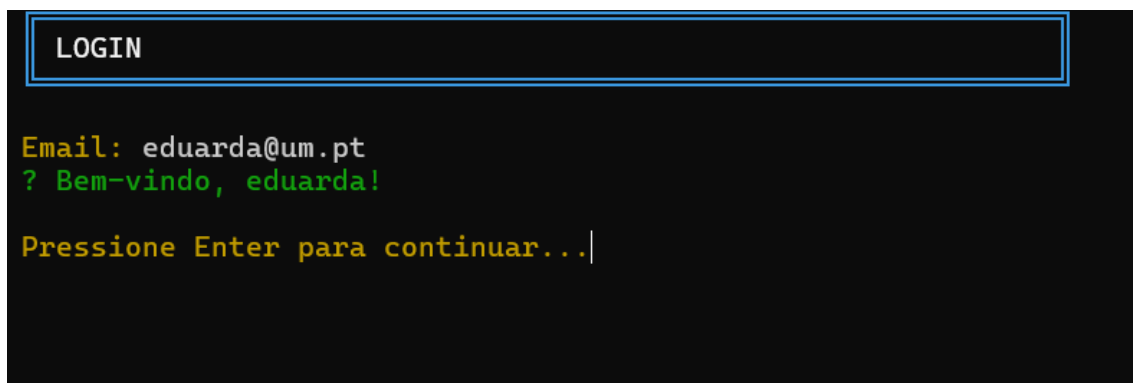 LOGIN
Email: eduarda@um.pt
? Bem-vindo, eduarda!
Pressione Enter para continuar...